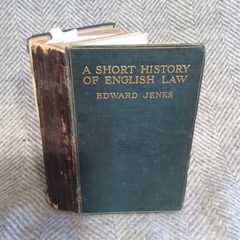 A SHORT HISTORY
OF ENGLISH LAW
EDWARD JENKS